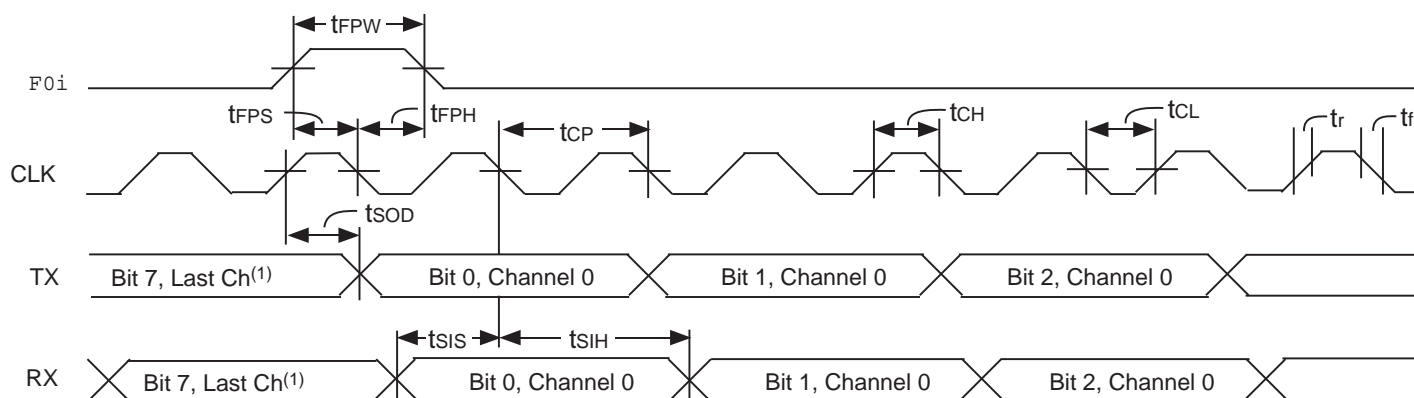 tFPW
F0i
tFPS
tFPH
tCP
tCH
tCL
tr
tf
CLK
tSOD
TX
Bit 7, Last Ch(1)
Bit 0, Channel 0
Bit 1, Channel 0
Bit 2, Channel 0
tSIS
tSIH
RX
Bit 7, Last Ch(1)
Bit 0, Channel 0
Bit 1, Channel 0
Bit 2, Channel 0